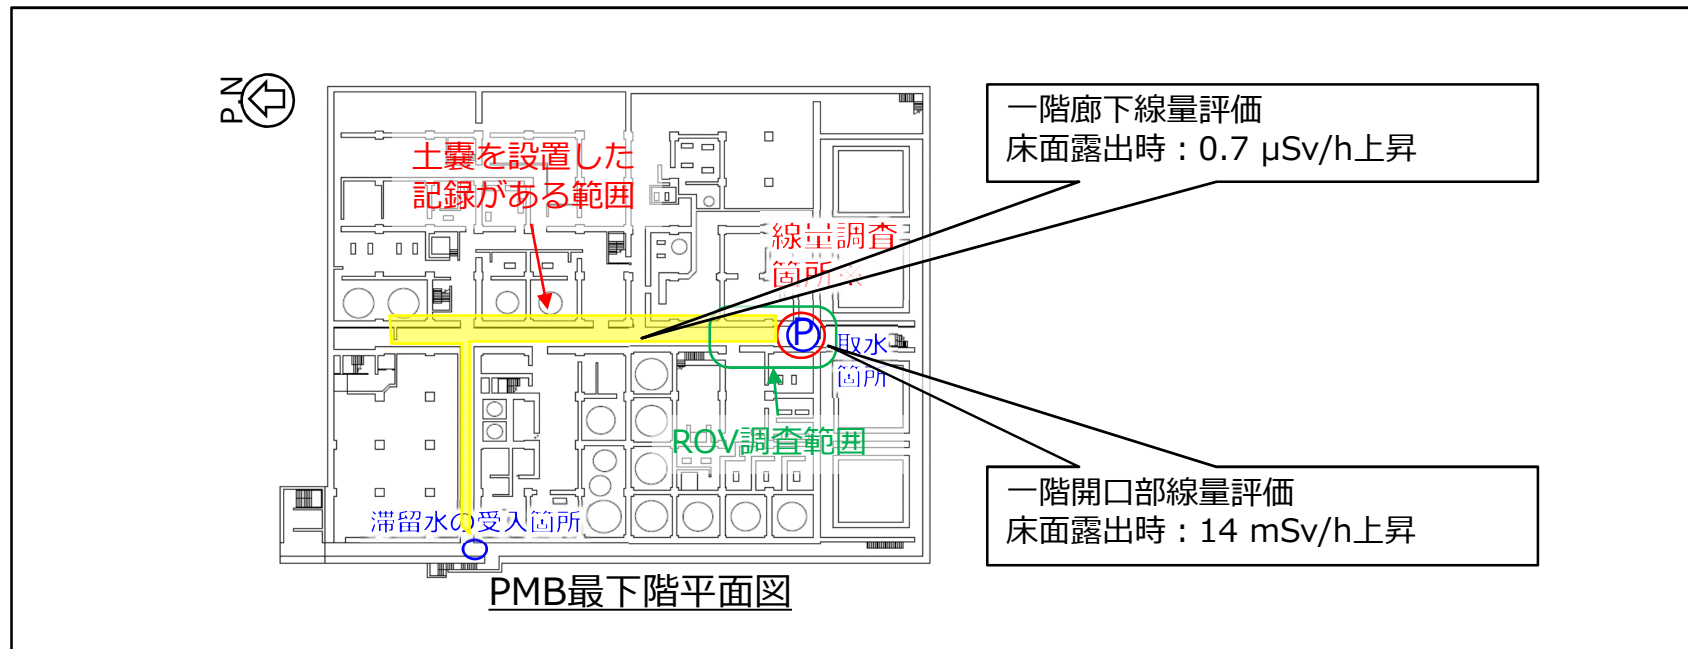 P.N
一階廊下線量評価
床面露出時：0.7 μSv/h上昇
土嚢を設置した
記録がある範囲
線量調査
箇所※
P
取水
箇所
ROV調査範囲
一階開口部線量評価
床面露出時：14 mSv/h上昇
滞留水の受入箇所
PMB最下階平面図